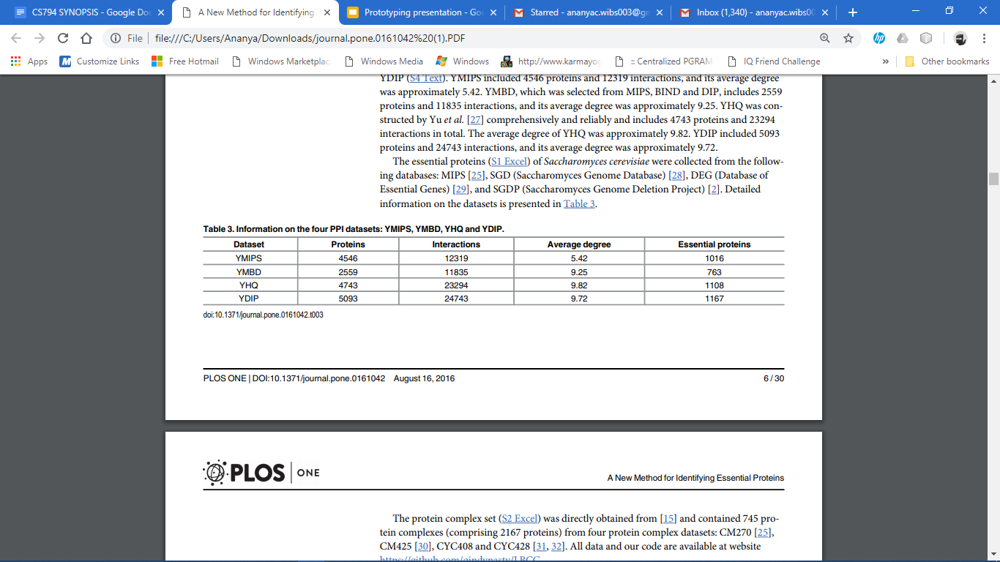 CS794 SYNOPSIS - Google Do
A New Method for Identifying
Prototyping presentation - Go
Starred - ananyac.wibs003@g
Inbox (1,340) - ananyac.wibs00
File
file:///C:/Users/Ananya/Downloads/journal.pone.0161042%20(1).PDF
Apps
Customize Links
Free Hotmail
Windows Marketplac
Windows Media
Windows
http://www.karmayog
:: Centralized PGRAM
IQ Friend Challenge
»
Other bookmarks
YDIP (S4 Text). YMIPS included 4546 proteins and 12319 interactions, and its average degree
was approximately 5.42. YMBD, which was selected from MIPS, BIND and DIP, includes 2559
proteins and 11835 interactions, and its average degree was approximately 9.25. YHQ was con-
structed by Yu et al. [27] comprehensively and reliably and includes 4743 proteins and 23294
interactions in total. The average degree of YHQ was approximately 9.82. YDIP included 5093
proteins and 24743 interactions, and its average degree was approximately 9.72.
The essential proteins (S1 Excel) of Saccharomyces cerevisiae were collected from the follow-
ing databases: MIPS [25], SGD (Saccharomyces Genome Database) [28], DEG (Database of
Essential Genes) [29], and SGDP (Saccharomyces Genome Deletion Project) [2]. Detailed
information on the datasets is presented in Table 3.
Table 3. Information on the four PPI datasets: YMIPS, YMBD, YHQ and YDIP.
Dataset Proteins Interactions Average degree Essential proteins
YMIPS 4546 12319 5.42 1016
YMBD 2559 11835 9.25 763
YHQ 4743 23294 9.82 1108
YDIP 5093 24743 9.72 1167
doi:10.1371/journal.pone.0161042.t003
PLOS ONE | DOI:10.1371/journal.pone.0161042 August 16, 2016 6 / 30
PLOS ONE
A New Method for Identifying Essential Proteins
The protein complex set (S2 Excel) was directly obtained from [15] and contained 745 pro-
tein complexes (comprising 2167 proteins) from four protein complex datasets: CM270 [25],
CM425 [30], CYC408 and CYC428 [31, 32]. All data and our code are available at website
https://github.com/qindynasty/LBCC